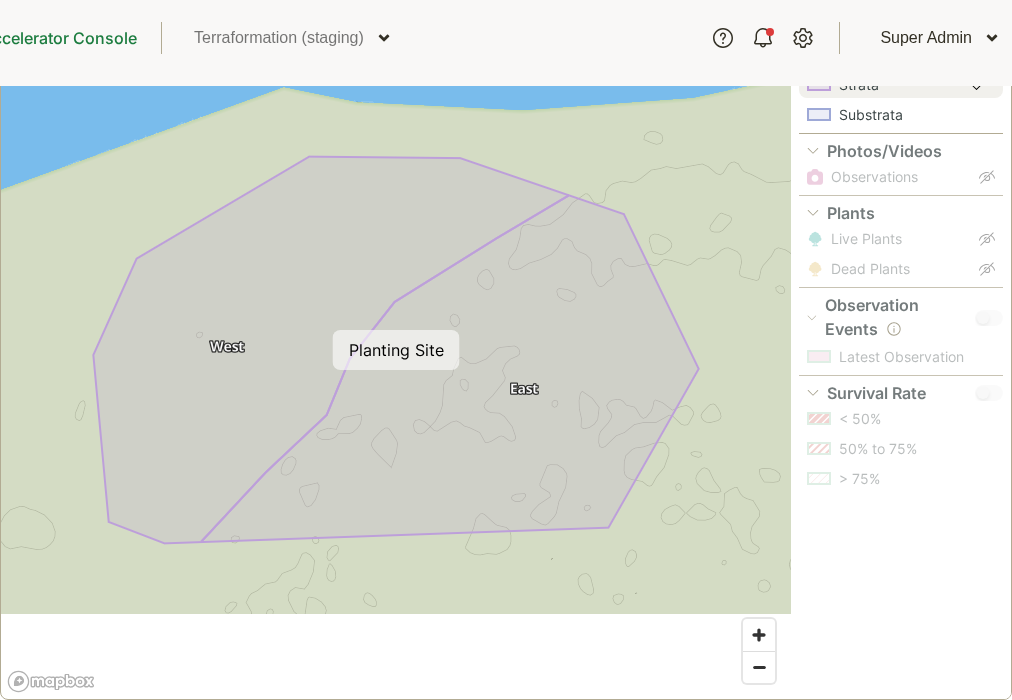 ccelerator Console
Terraformation (staging)
Super Admin
Strata
Substrata
Photos/Videos
Observations
Plants
Live Plants
Dead Plants
Observation
Events
Latest Observation
Survival Rate
< 50%
50% to 75%
> 75%
West
Planting Site
East
mapbox